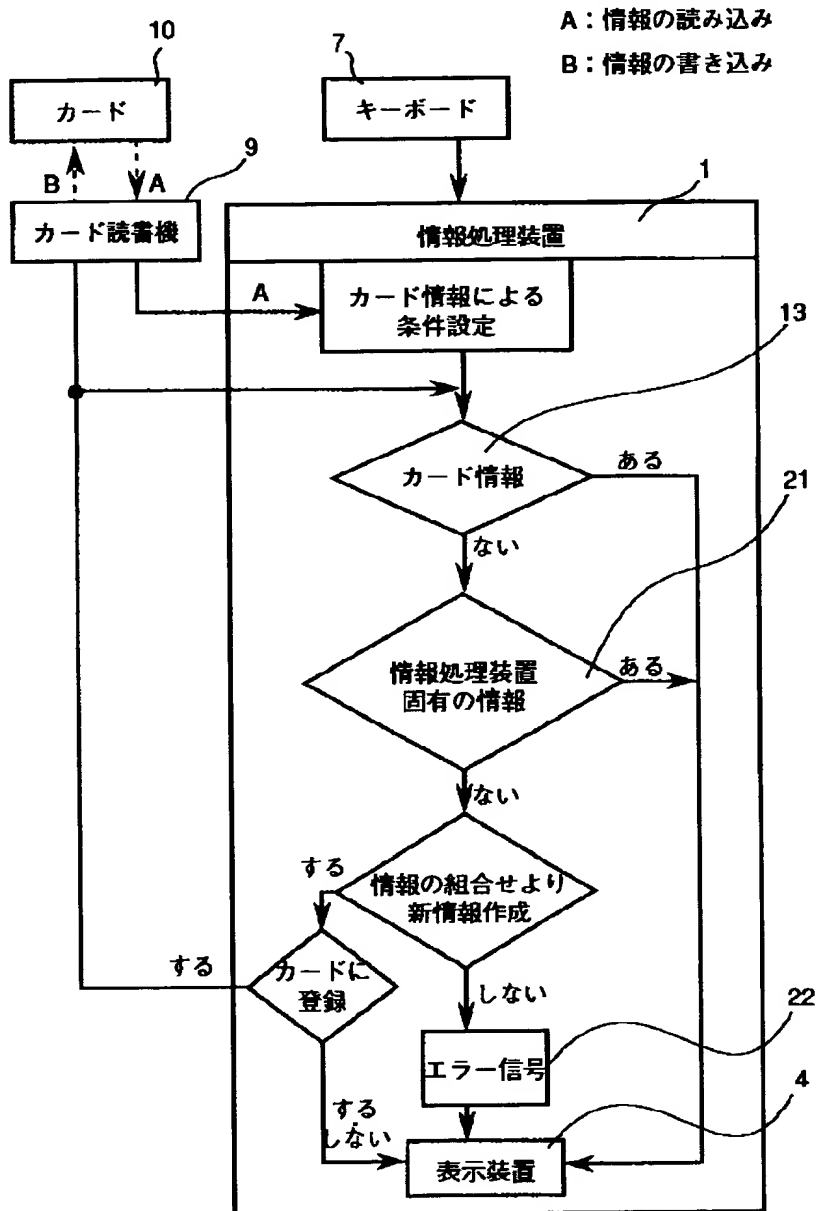 A：情報の読み込み
B：情報の書き込み
10
7
カード
キーボード
B
A
9
1
カード読書機
情報処理装置
A
カード情報による
条件設定
13
カード情報
ある
21
ない
情報処理装置
固有の情報
ある
ない
する
情報の組合せより
新情報作成
する
カードに
登録
しない
22
エラー信号
4
する
しない
表示装置